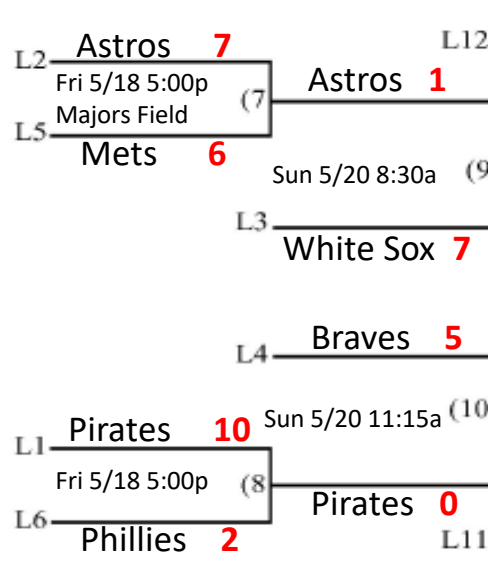 L12
L2 Astros 7
Fri 5/18 5:00p
Majors Field
(7
Astros 1
L5
Mets 6
Sun 5/20 8:30a (9
L3
White Sox 7
Braves 5
L4
Pirates 10
Sun 5/20 11:15a (10
L1
Fri 5/18 5:00p (8
Pirates 0
L6
Phillies 2
L11